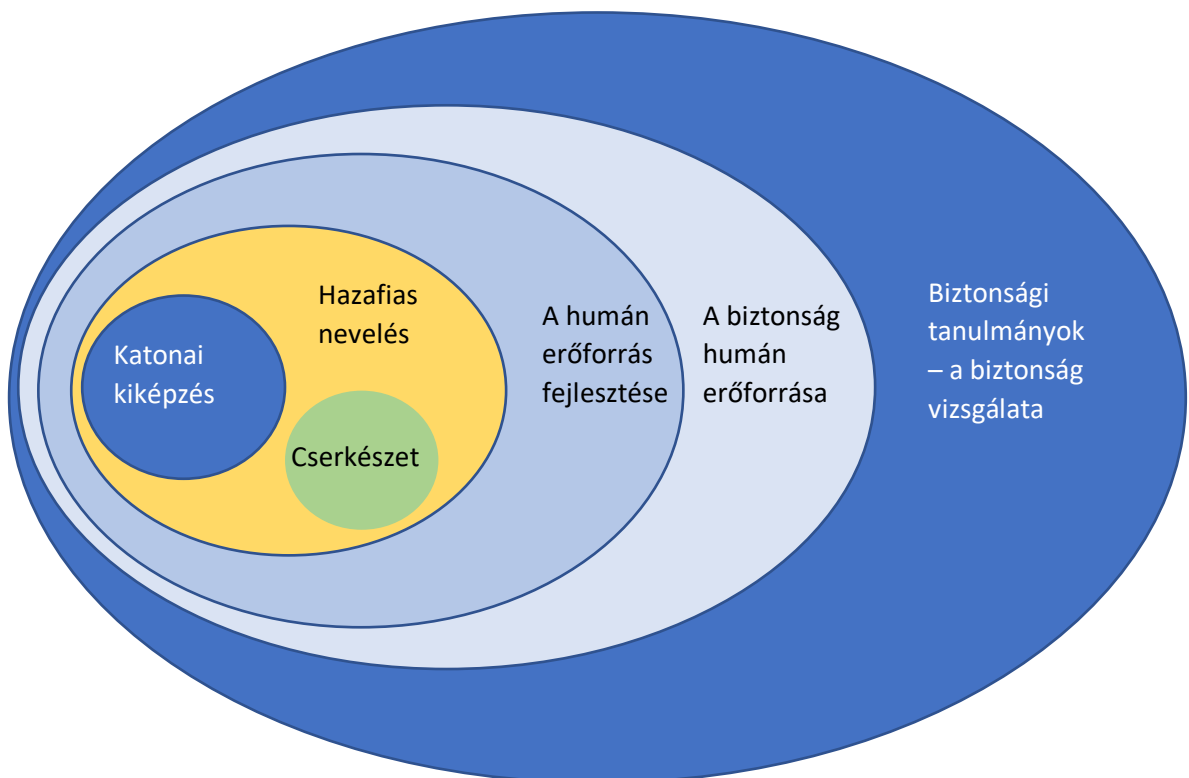 Katonai
kiképzés
Hazafias
nevelés
Cserkészet
A humán
erőforrás
fejlesztése
A biztonság
humán
erőforrása
Biztonsági
tanulmányok
– a biztonság
vizsgálata